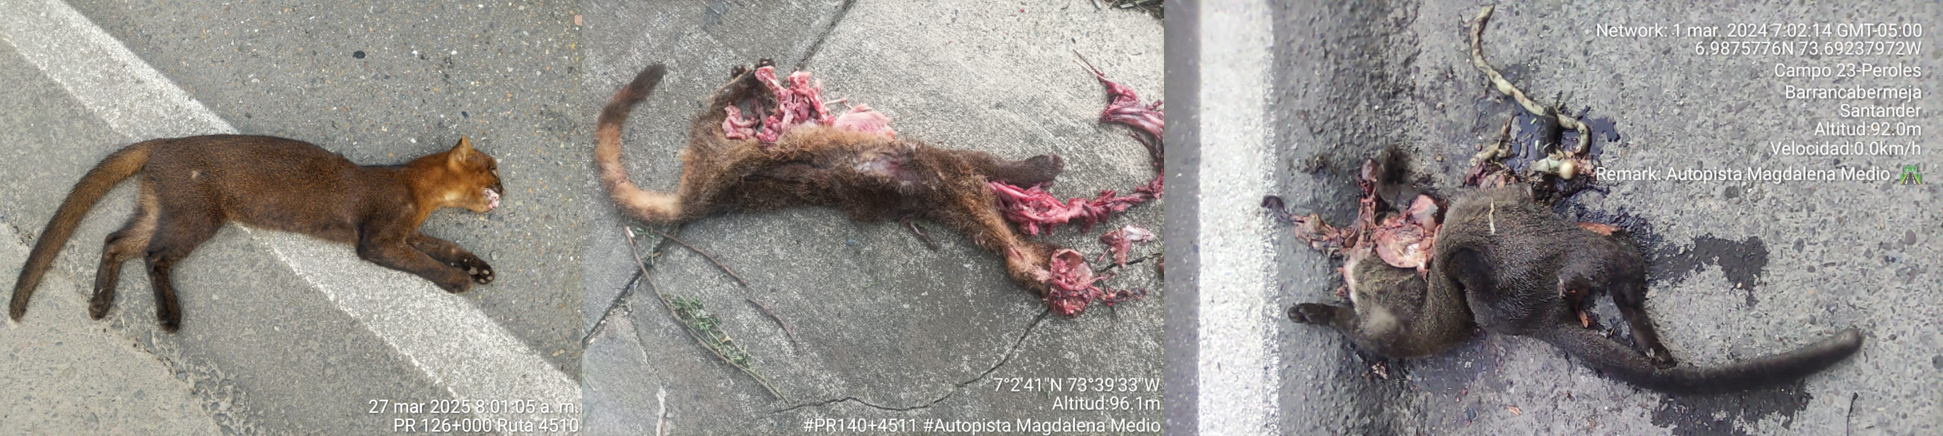 27 mar 2025 8:01:05 a. m.
PR 126+000 Ruta 4510
7°2'41"N 73°39'33"W
Altitud:96.1m
#PR140+4511 #Autopista Magdalena Medio
Network: 1 mar. 2024 7:02:14 GMT-05:00
6.9875776N 73.69237972W
Campo 23-Peroles
Barrancabermeja
Santander
Altitud:92.0m
Velocidad:0.0km/h
Remark: Autopista Magdalena Medio